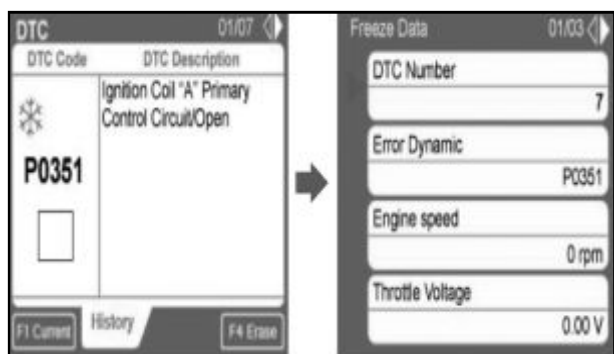 DTC 01/07
DTC Code DTC Description
Ignition Coil "A" Primary
Control Circuit/Open
P0351
F1 Current History F4 Erase
Freeze Data 01/03
DTC Number
7
Error Dynamic
P0351
Engine speed
0 rpm
Throttle Voltage
0.00 V